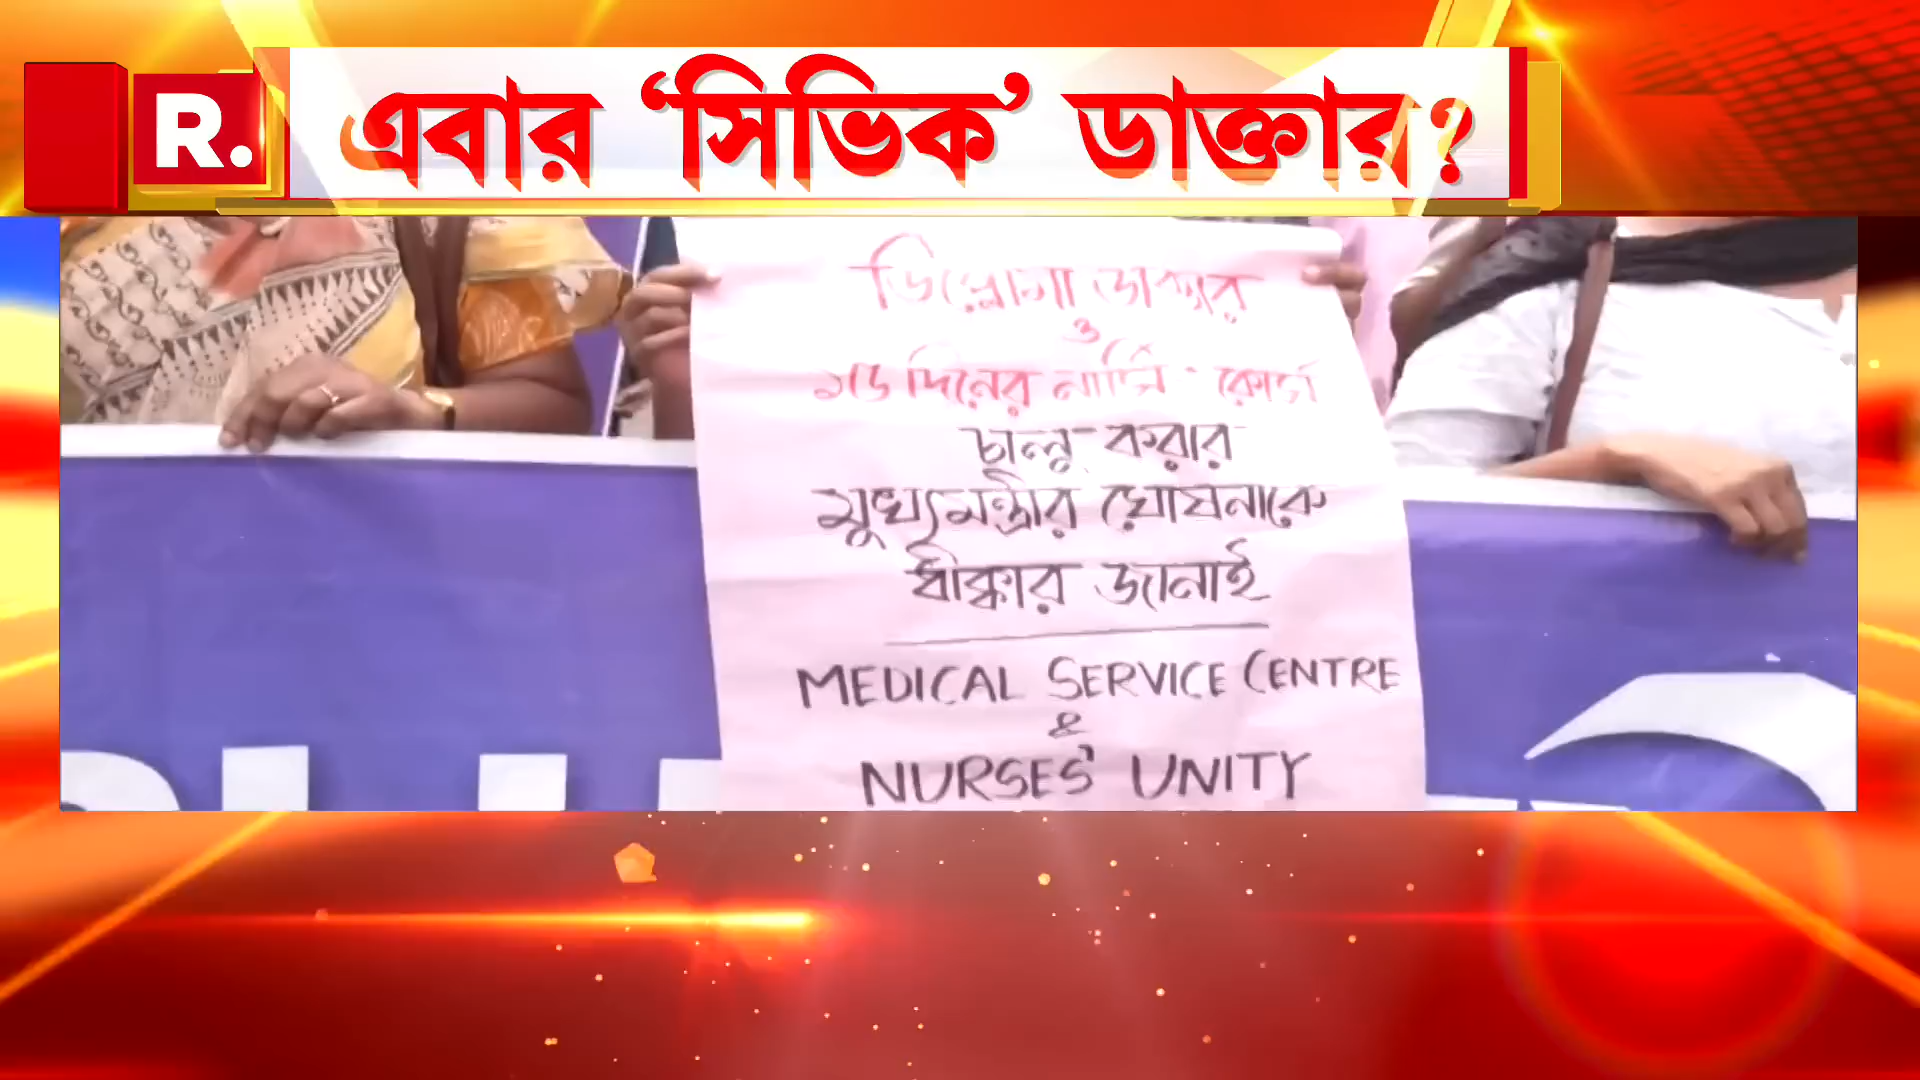 R. এবার ‘সিভিক’ ডাক্তার?
ডিপ্লোমা ডাক্তার
ও
১৫ দিনের নার্সিং কোর্স
চালু করার
মুখ্যমন্ত্রীর ঘোষনাকে
ধীক্কার জানাই
MEDICAL SERVICE CENTRE
&
NURSES' UNITY